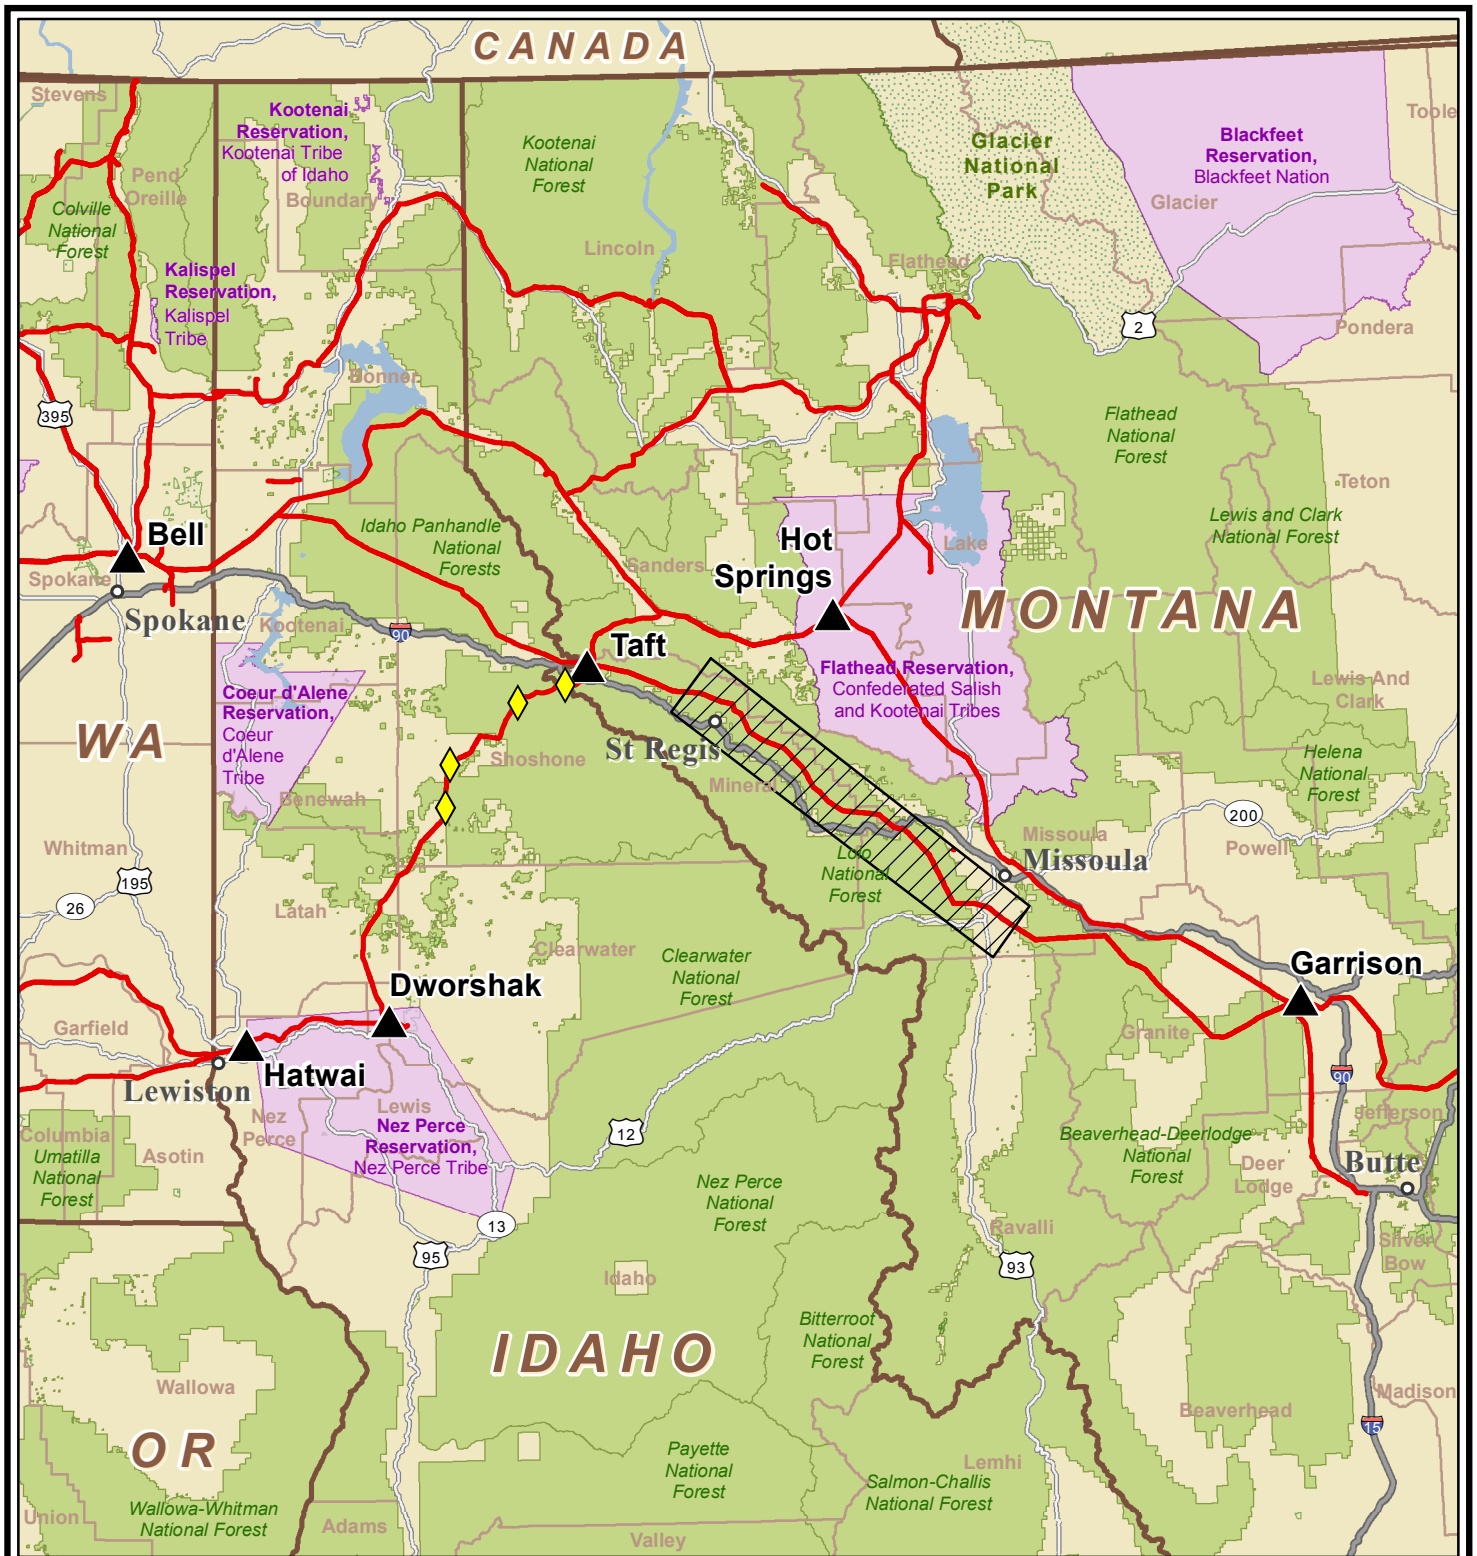 CANADA
Stevens
Kootenai
Reservation,
Kootenai Tribe
of Idaho
Kootenai
National
Forest
Glacier
National
Park
Blackfeet
Reservation,
Blackfeet Nation
Toole
Pend
Oreille
Boundary
Glacier
Colville
National
Forest
Lincoln
Flathead
Kalispel
Reservation,
Kalispel
Tribe
2
Pondera
Bonner
395
Flathead
National
Forest
Teton
Idaho Panhandle
National
Forests
Lewis and Clark
National Forest
Bell
Hot
Springs
Lake
Spokane
Sanders
MONTANA
Spokane
Kootenai
90
Taft
Flathead Reservation,
Confederated Salish
and Kootenai Tribes
Lewis And
Clark
Coeur d'Alene
Reservation,
Coeur
d'Alene
Tribe
WA
St Regis
Shoshone
Mineral
Helena
National
Forest
Benewah
200
Whitman
Missoula
Powell
Lolo
National
Forest
Missoula
195
26
Latah
Clearwater
Clearwater
National
Forest
Garrison
Dworshak
Garfield
Granite
Hatwai
Lewiston
90
Nez
Perce
Lewis
Nez Perce
Reservation,
Nez Perce Tribe
12
Jefferson
Columbia
Umatilla
National
Forest
Asotin
Beaverhead-Deerlodge
National
Forest
Deer
Lodge
Butte
Nez Perce
National
Forest
13
95
Ravalli
93
Silver
Bow
Idaho
IDAHO
Bitterroot
National
Forest
Wallowa
Madison
Beaverhead
15
OR
Payette
National
Forest
Lemhi
Salmon-Challis
National Forest
Wallowa-Whitman
National Forest
Union
Adams
Valley